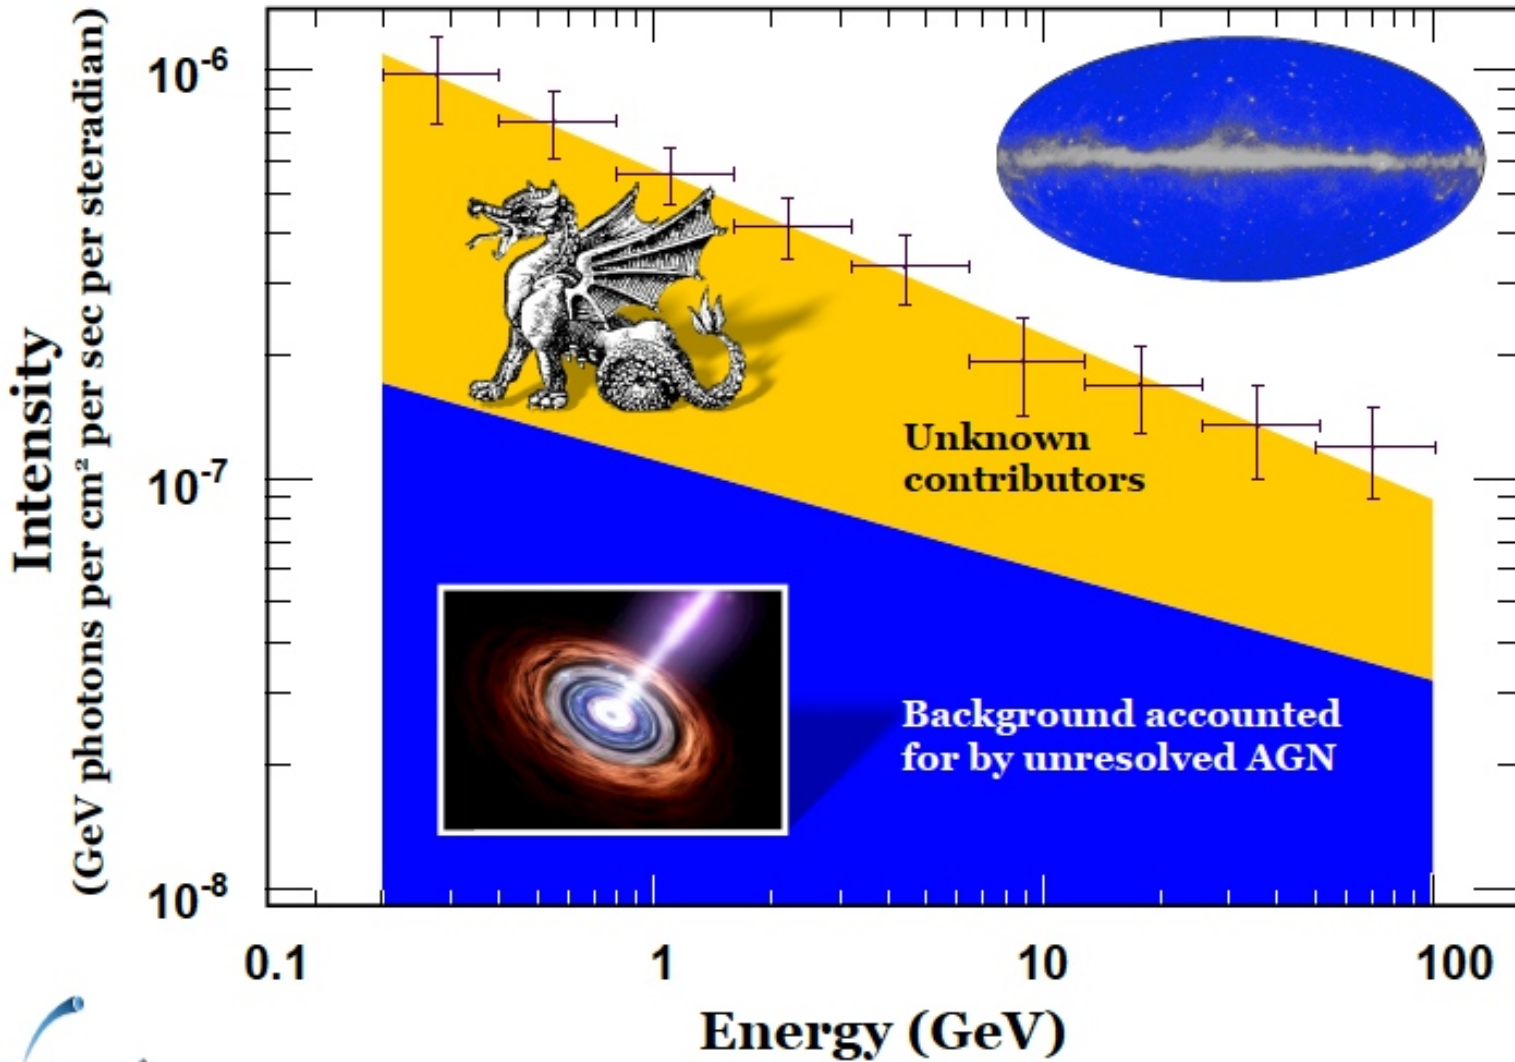 Intensity
(GeV photons per cm² per sec per steradian)
10⁻⁶
10⁻⁷
10⁻⁸
Unknown
contributors
Background accounted
for by unresolved AGN
0.1 1 10 100
Energy (GeV)